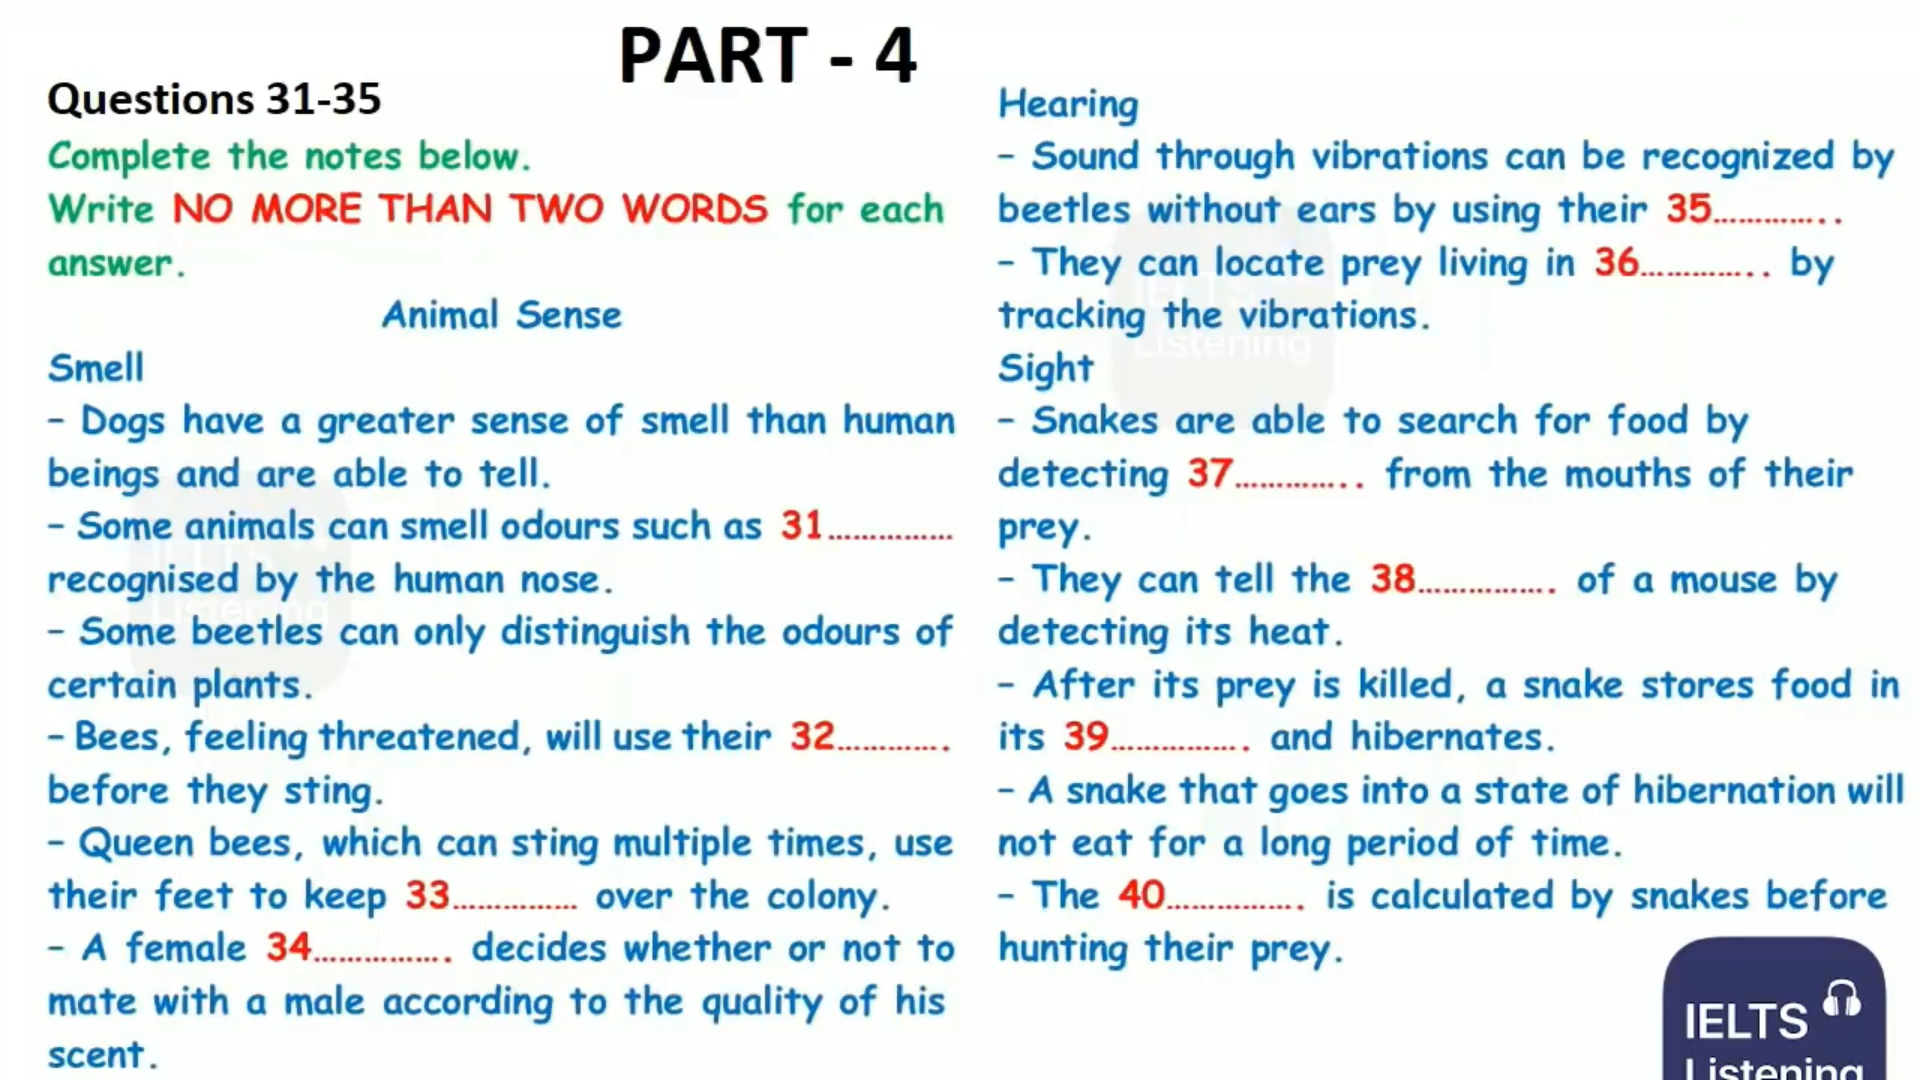 PART - 4
Questions 31-35
Complete the notes below.
Write NO MORE THAN TWO WORDS for each
answer.
Animal Sense
Smell
- Dogs have a greater sense of smell than human
beings and are able to tell.
- Some animals can smell odours such as 31...............
recognised by the human nose.
- Some beetles can only distinguish the odours of
certain plants.
- Bees, feeling threatened, will use their 32..............
before they sting.
- Queen bees, which can sting multiple times, use
their feet to keep 33............... over the colony.
- A female 34................ decides whether or not to
mate with a male according to the quality of his
scent.
Hearing
- Sound through vibrations can be recognized by
beetles without ears by using their 35..............
- They can locate prey living in 36.............. by
tracking the vibrations.
Sight
- Snakes are able to search for food by
detecting 37.............. from the mouths of their
prey.
- They can tell the 38................ of a mouse by
detecting its heat.
- After its prey is killed, a snake stores food in
its 39................ and hibernates.
- A snake that goes into a state of hibernation will
not eat for a long period of time.
- The 40................ is calculated by snakes before
hunting their prey.
IELTS
Listening
IELTS
Listening
IELTS
Listening